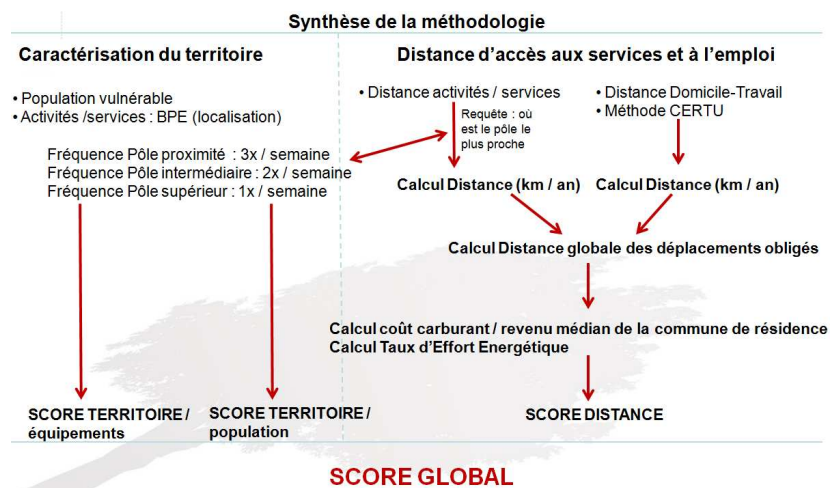 Synthèse de la méthodologie
Caractérisation du territoire
• Population vulnérable
• Activités /services : BPE (localisation)
Fréquence Pôle proximité : 3x / semaine
Fréquence Pôle intermédiaire : 2x / semaine
Fréquence Pôle supérieur : 1x / semaine
SCORE TERRITOIRE /
équipements
SCORE TERRITOIRE /
population
Distance d'accès aux services et à l'emploi
• Distance activités / services
Requête : où
est le pôle le
plus proche
• Distance Domicile-Travail
• Méthode CERTU
Calcul Distance (km / an)
Calcul Distance (km / an)
Calcul Distance globale des déplacements obligés
Calcul coût carburant / revenu médian de la commune de résidence
Calcul Taux d'Effort Energétique
SCORE DISTANCE
SCORE GLOBAL